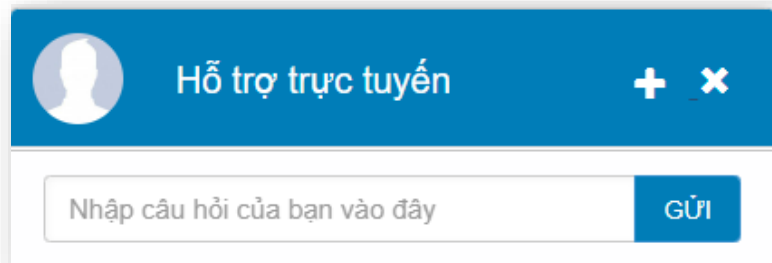 Hỗ trợ trực tuyến
Nhập câu hỏi của bạn vào đây
GỬI